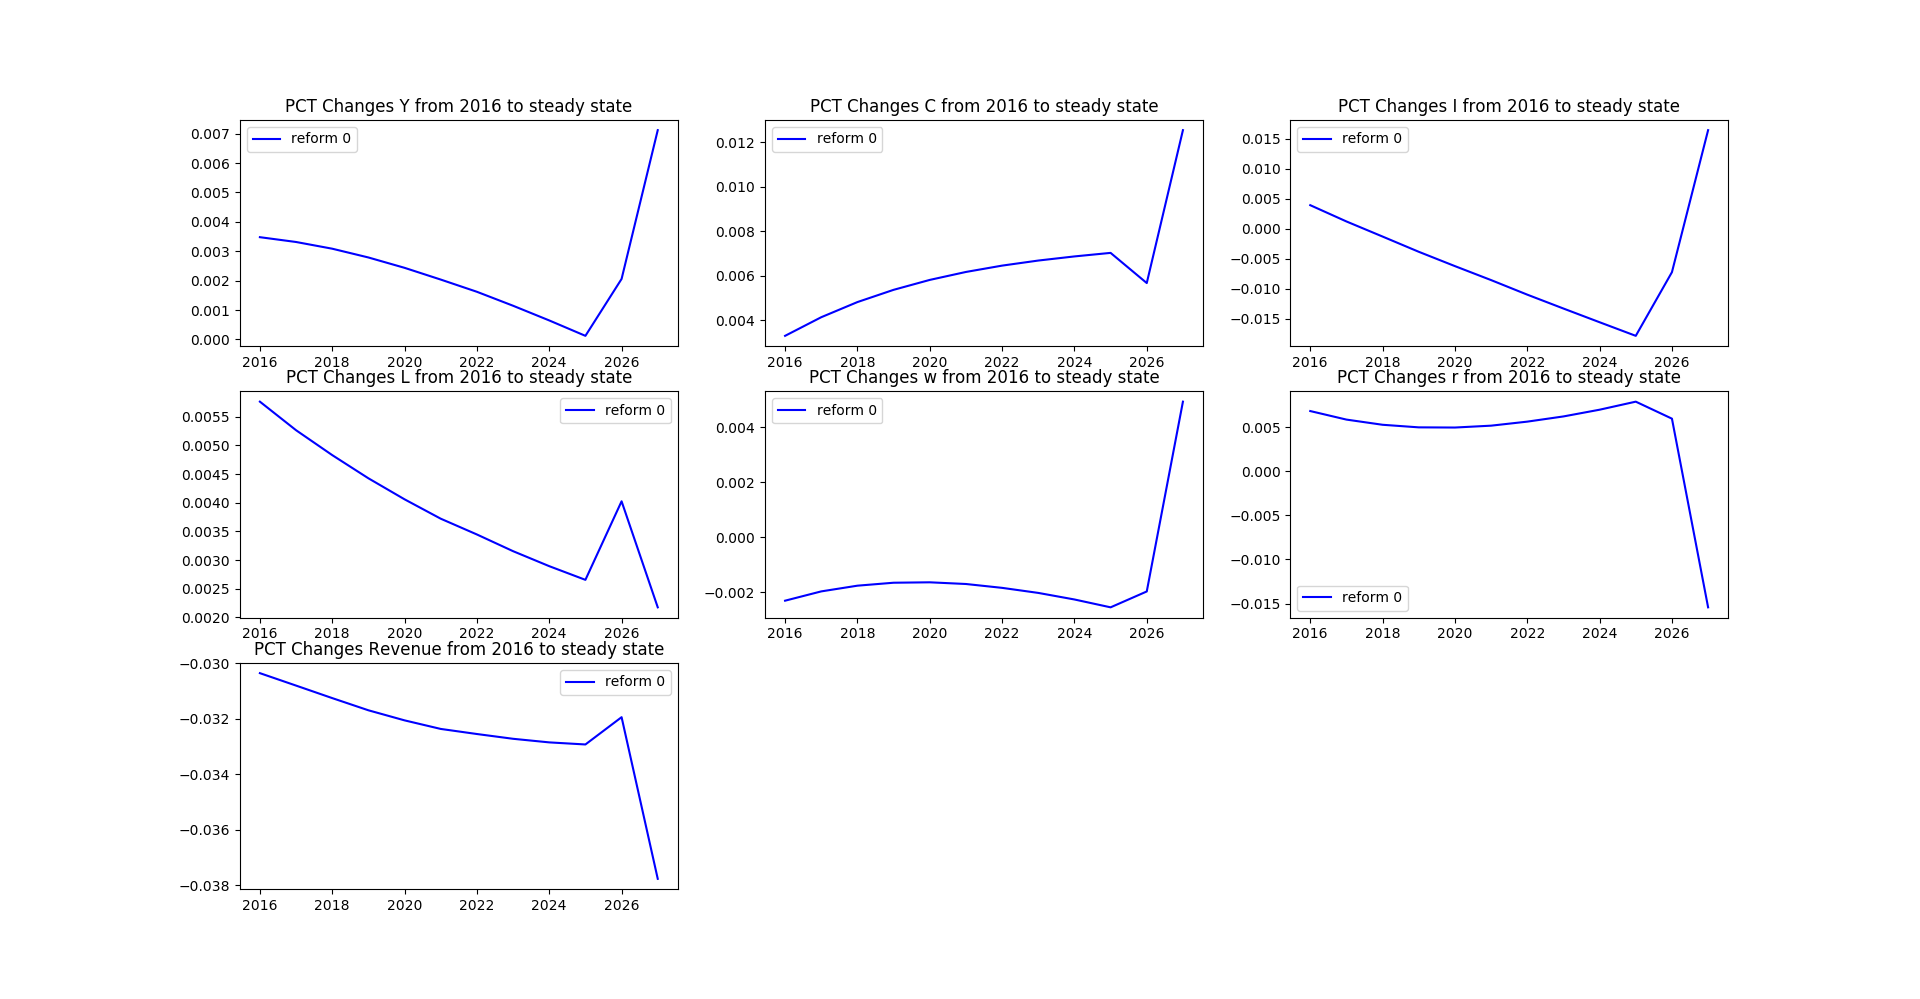 PCT Changes Y from 2016 to steady state
0.007
0.006
0.005
0.004
0.003
0.002
0.001
0.000
reform 0
2016 2018 2020 2022 2024 2026
PCT Changes C from 2016 to steady state
0.012
0.010
0.008
0.006
0.004
reform 0
2016 2018 2020 2022 2024 2026
PCT Changes I from 2016 to steady state
0.015
0.010
0.005
0.000
−0.005
−0.010
−0.015
reform 0
2016 2018 2020 2022 2024 2026
PCT Changes L from 2016 to steady state
0.0055
0.0050
0.0045
0.0040
0.0035
0.0030
0.0025
0.0020
reform 0
2016 2018 2020 2022 2024 2026
PCT Changes w from 2016 to steady state
0.004
0.002
0.000
−0.002
reform 0
2016 2018 2020 2022 2024 2026
PCT Changes r from 2016 to steady state
0.005
0.000
−0.005
−0.010
−0.015
reform 0
2016 2018 2020 2022 2024 2026
PCT Changes Revenue from 2016 to steady state
−0.030
−0.032
−0.034
−0.036
−0.038
reform 0
2016 2018 2020 2022 2024 2026